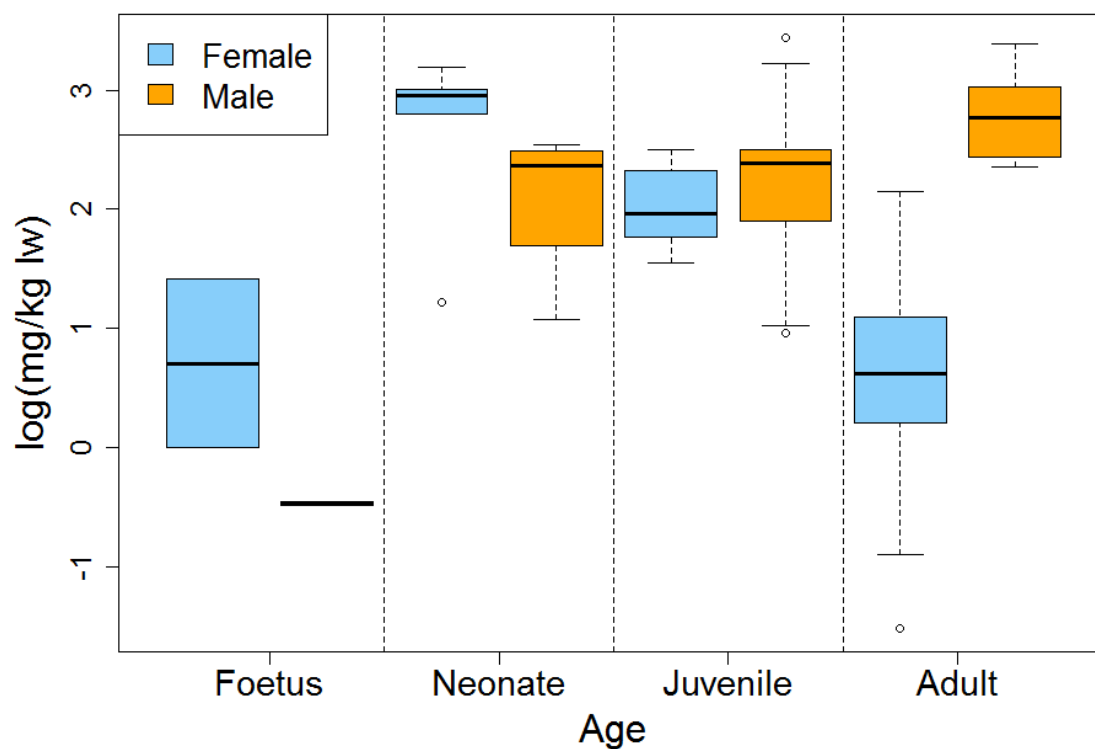 Female
Male
log(mg/kg lw)
3
2
1
0
-1
Foetus Neonate Juvenile Adult
Age